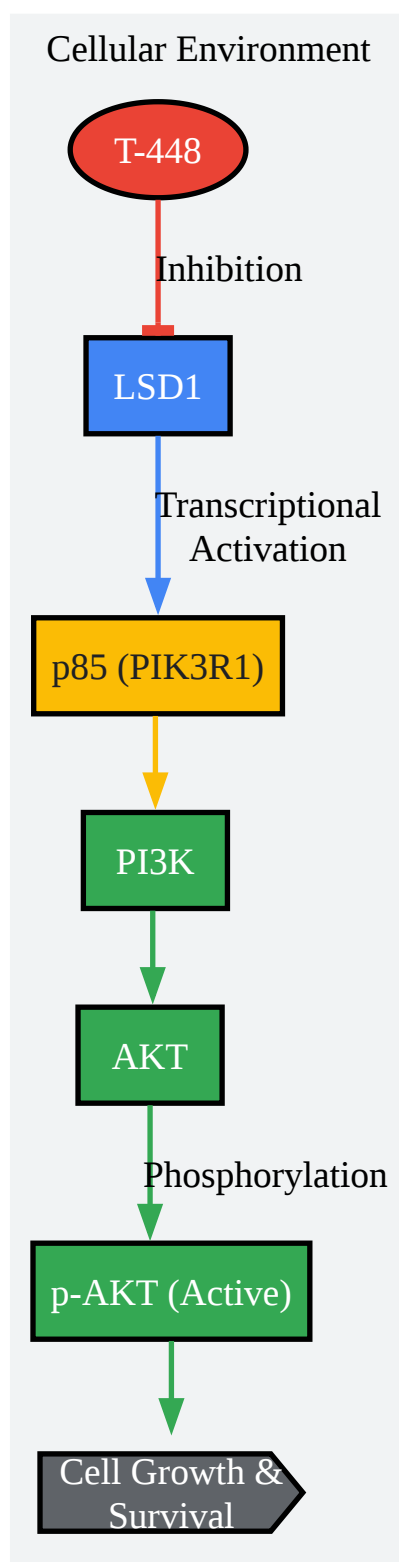 Cellular Environment
T-448
Inhibition
LSD1
Transcriptional
Activation
p85 (PIK3R1)
PI3K
AKT
Phosphorylation
p-AKT (Active)
Cell Growth &
Survival